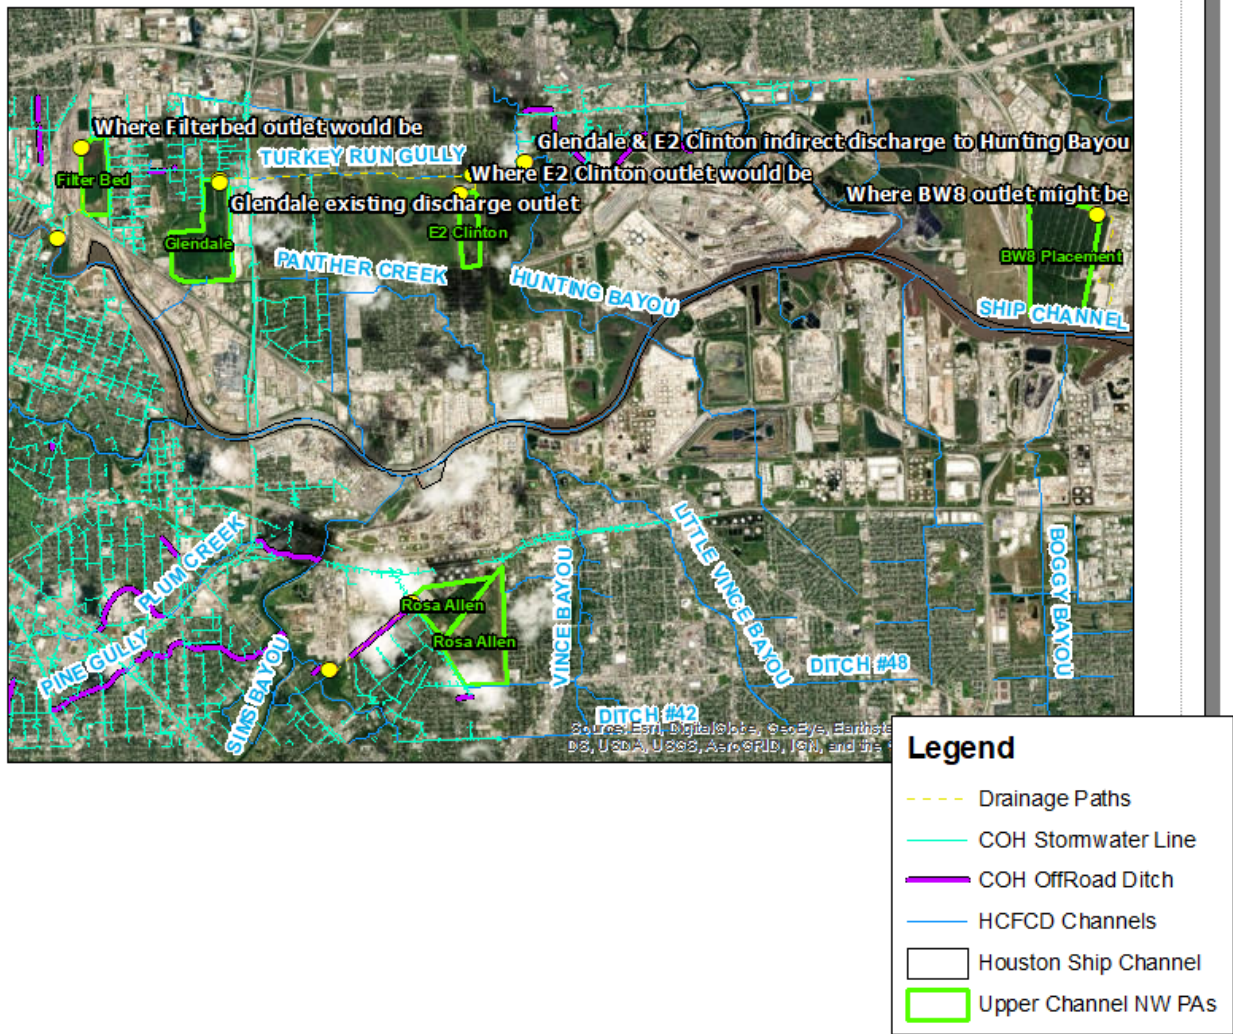 Where Filterbed outlet would be
Glendale & E2 Clinton indirect discharge to Hunting Bayou
TURKEY RUN GULLY
Where E2 Clinton outlet would be
Filter Bed
Where BW8 outlet might be
Glendale existing discharge outlet
E2 Clinton
Glendale
BW8 Placement
PANTHER CREEK
HUNTING BAYOU
SHIP CHANNEL
PLUM CREEK
LITTLE VINCE BAYOU
VINCE BAYOU
BOGGY BAYOU
Rosa Allen
Rosa Allen
PINE GULLY
SIMS BAYOU
DITCH #48
DITCH #42
Source: Esri, DigitalGlobe, GeoEye,
DS, USDA, USGS, AeroGRID, IGN, and the
Legend
Drainage Paths
COH Stormwater Line
COH OffRoad Ditch
HCFCD Channels
Houston Ship Channel
Upper Channel NW PAs